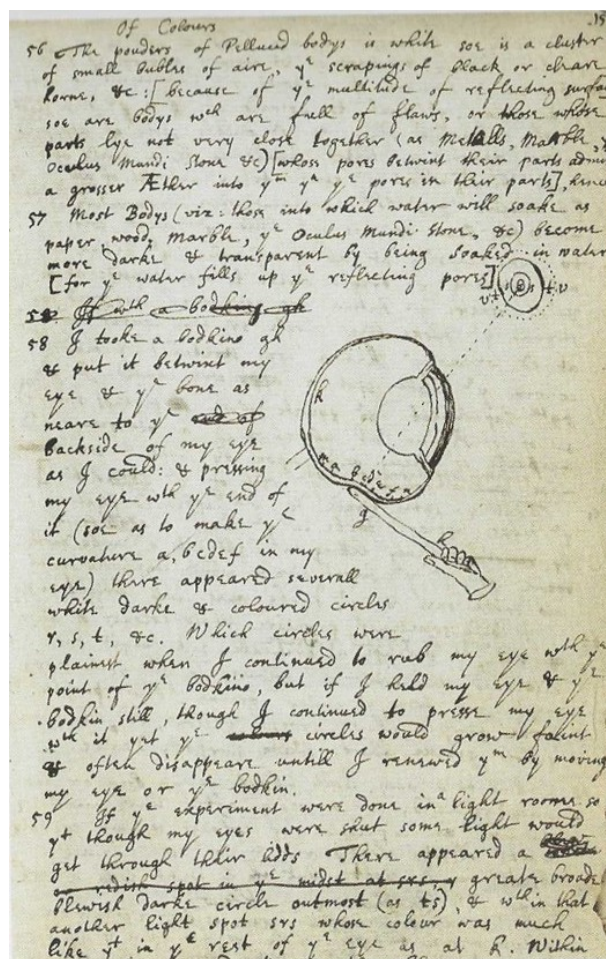 Of Colours
15
56 The pouders of Pellucid bodys is white soe is a cluster
of small bubles of aire, yᵉ scrapings of black or cleare
horne, &c: [because of yᵉ multitude of reflecting surfa
soe are bodys wᶜʰ are full of flaws, or those whose
parts lye not very close together (as Metalls, Marble,
Oculus Mundi Stone &c) [whose pores betwixt their parts admi
a grosser Æther into yᵐ yⁿ yᵉ pores in their parts], hence
57 Most Bodys (viz: those into which water will soake as
paper, wood, Marble, yᵉ Oculus Mundi Stone, &c) become
more darke & transparent by being soaked in water
[for yᵉ water fills up yᵉ reflecting pores]
v t s r s t v
58 If wᵗʰ a bodking gh
58 I tooke a bodkine gh
& put it betwixt my
eye & yᵉ bone as
neare to yᵉ end of
backside of my eye
as I could: & pressing
my eye wᵗʰ yᵉ end of
it (soe as to make yᵉ
curvature a, bcdef in my
eye) there appeared severall
white darke & coloured circles
r, s, t, &c. Which circles were
plainest when I continued to rub my eye wᵗʰ yᵉ
point of yᵉ bodkine, but if I held my eye & yᵉ
bodkin still, though I continued to presse my eye
wᵗʰ it yet yᵉ circles would grow faint
& often disappeare untill I renewed yᵐ by moving
my eye or yᵉ bodkin.
59 If yᵉ experiment were done in a light roome so
yᵗ though my eyes were shut some light would
get through their lidds There appeared a
redish spot in yᵉ midst at srs greate broade
blewish darke circle outmost (as ts), & wᵗʰin that
another light spot srs whose colour was much
like yᵗ in yᵉ rest of yᵉ eye as at k. Within
k
g
h